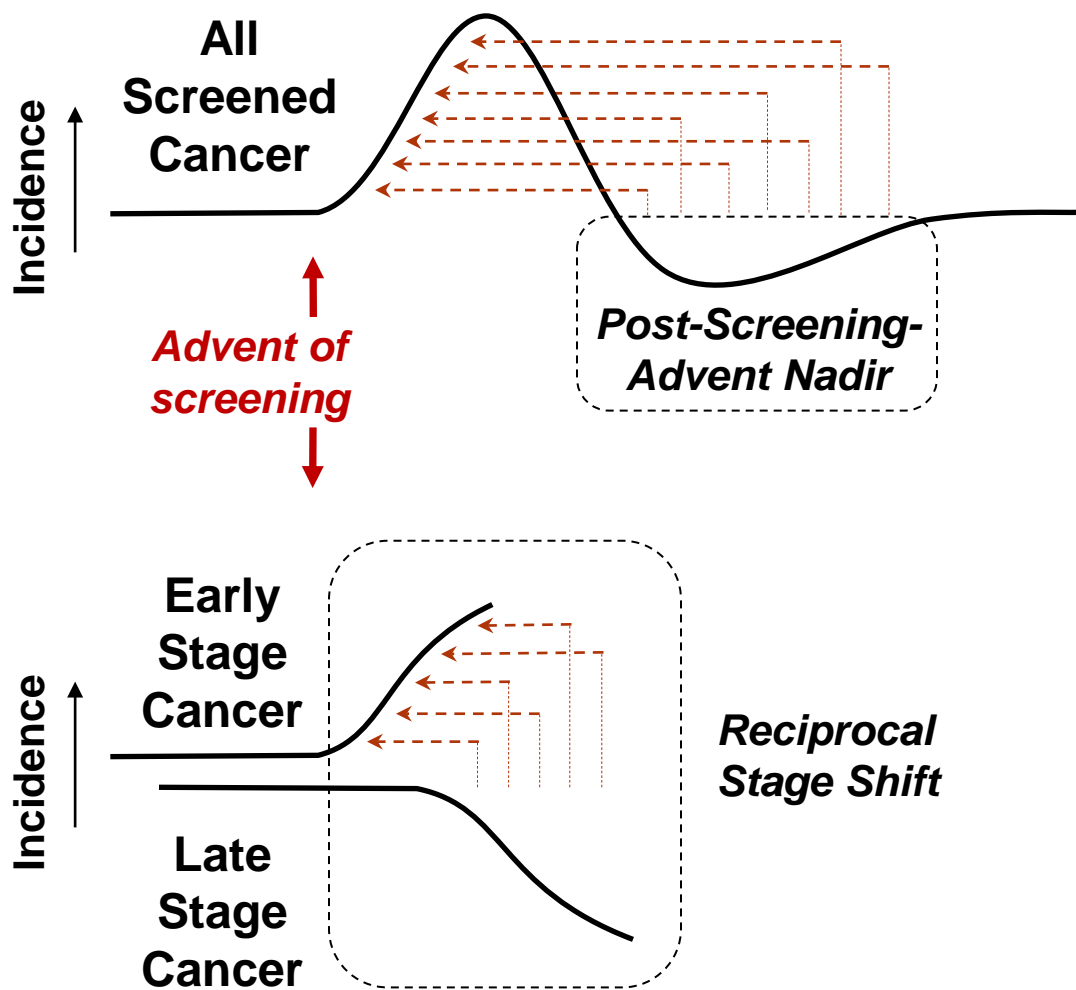 All
Screened
Cancer
Incidence
Post-Screening-
Advent Nadir
Advent of
screening
Early
Stage
Cancer
Incidence
Reciprocal
Stage Shift
Late
Stage
Cancer